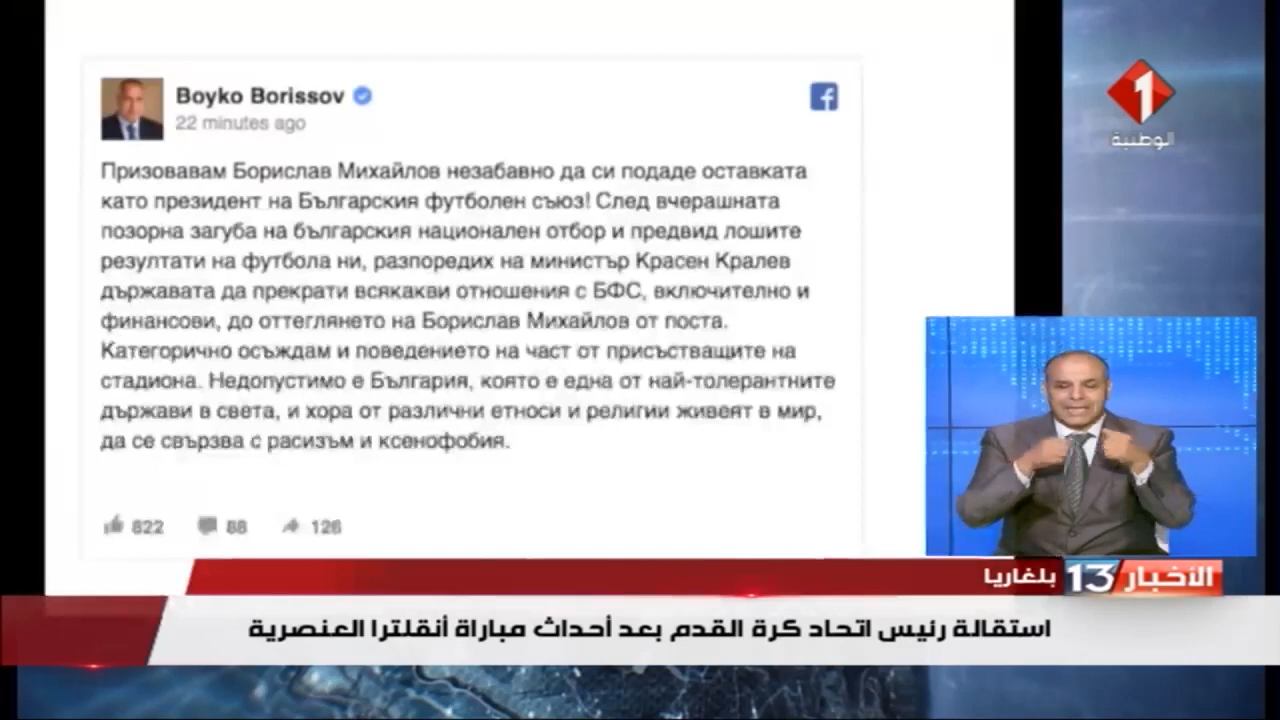 Boyko Borissov
22 minutes ago
Призовавам Борислав Михайлов незабавно да си подаде оставката
като президент на Българския футболен съюз! След вчерашната
позорна загуба на българския национален отбор и предвид лошите
резултати на футбола ни, разпоредих на министър Красен Кралев
държавата да прекрати всякакви отношения с БФС, включително и
финансови, до оттеглянето на Борислав Михайлов от поста.
Категорично осъждам и поведението на част от присъстващите на
стадиона. Недопустимо е България, която е една от най-толерантните
държави в света, и хора от различни етноси и религии живеят в мир,
да се свързва с расизъм и ксенофобия.
822 88 126
1
الوطنية
الأخبار 13 بلغاريا
استقالة رئيس اتحاد كرة القدم بعد أحداث مباراة أنقلترا العنصرية